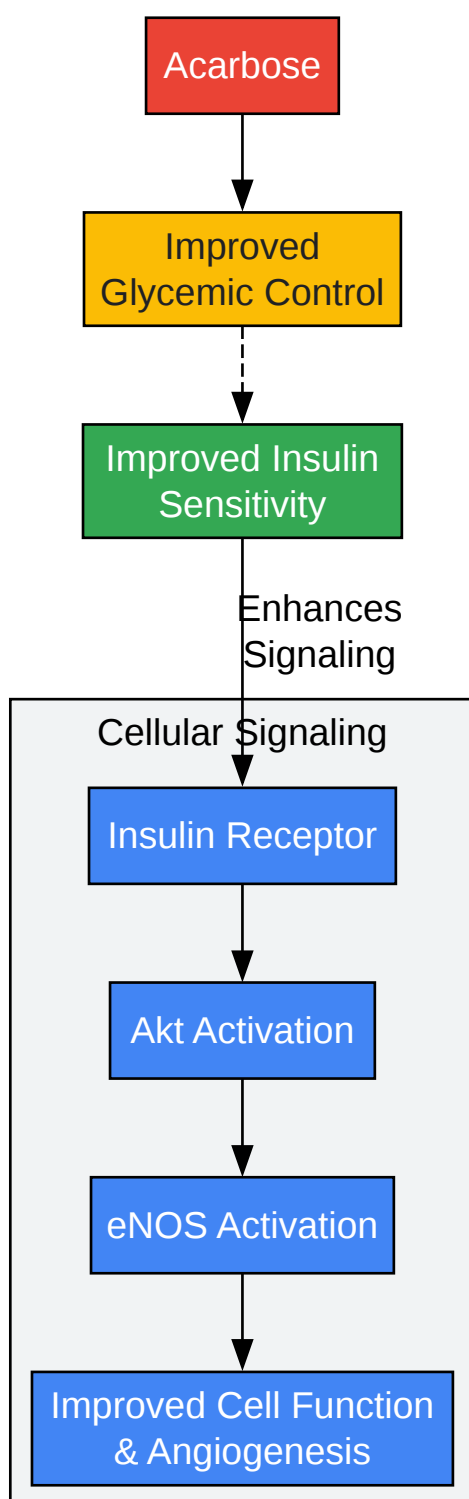 Acarbose
Improved
Glycemic Control
Improved Insulin
Sensitivity
Enhances
Signaling
Cellular Signaling
Insulin Receptor
Akt Activation
eNOS Activation
Improved Cell Function
& Angiogenesis